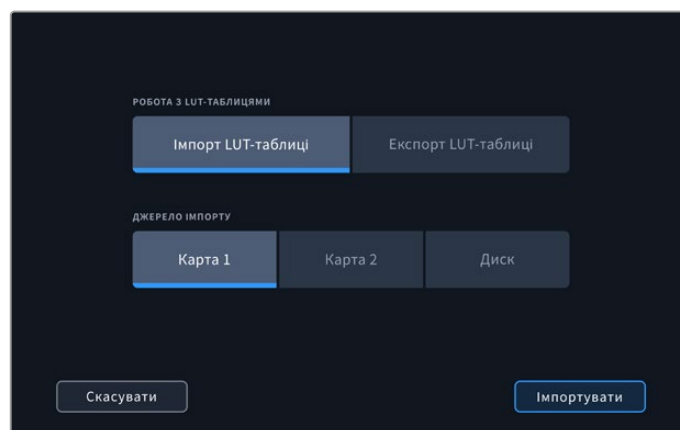 РОБОТА З LUT-ТАБЛИЦЯМИ
Імпорт LUT-таблиці Експорт LUT-таблиці
ДЖЕРЕЛО ІМПОРТУ
Карта 1 Карта 2 Диск
Скасувати Імпортувати